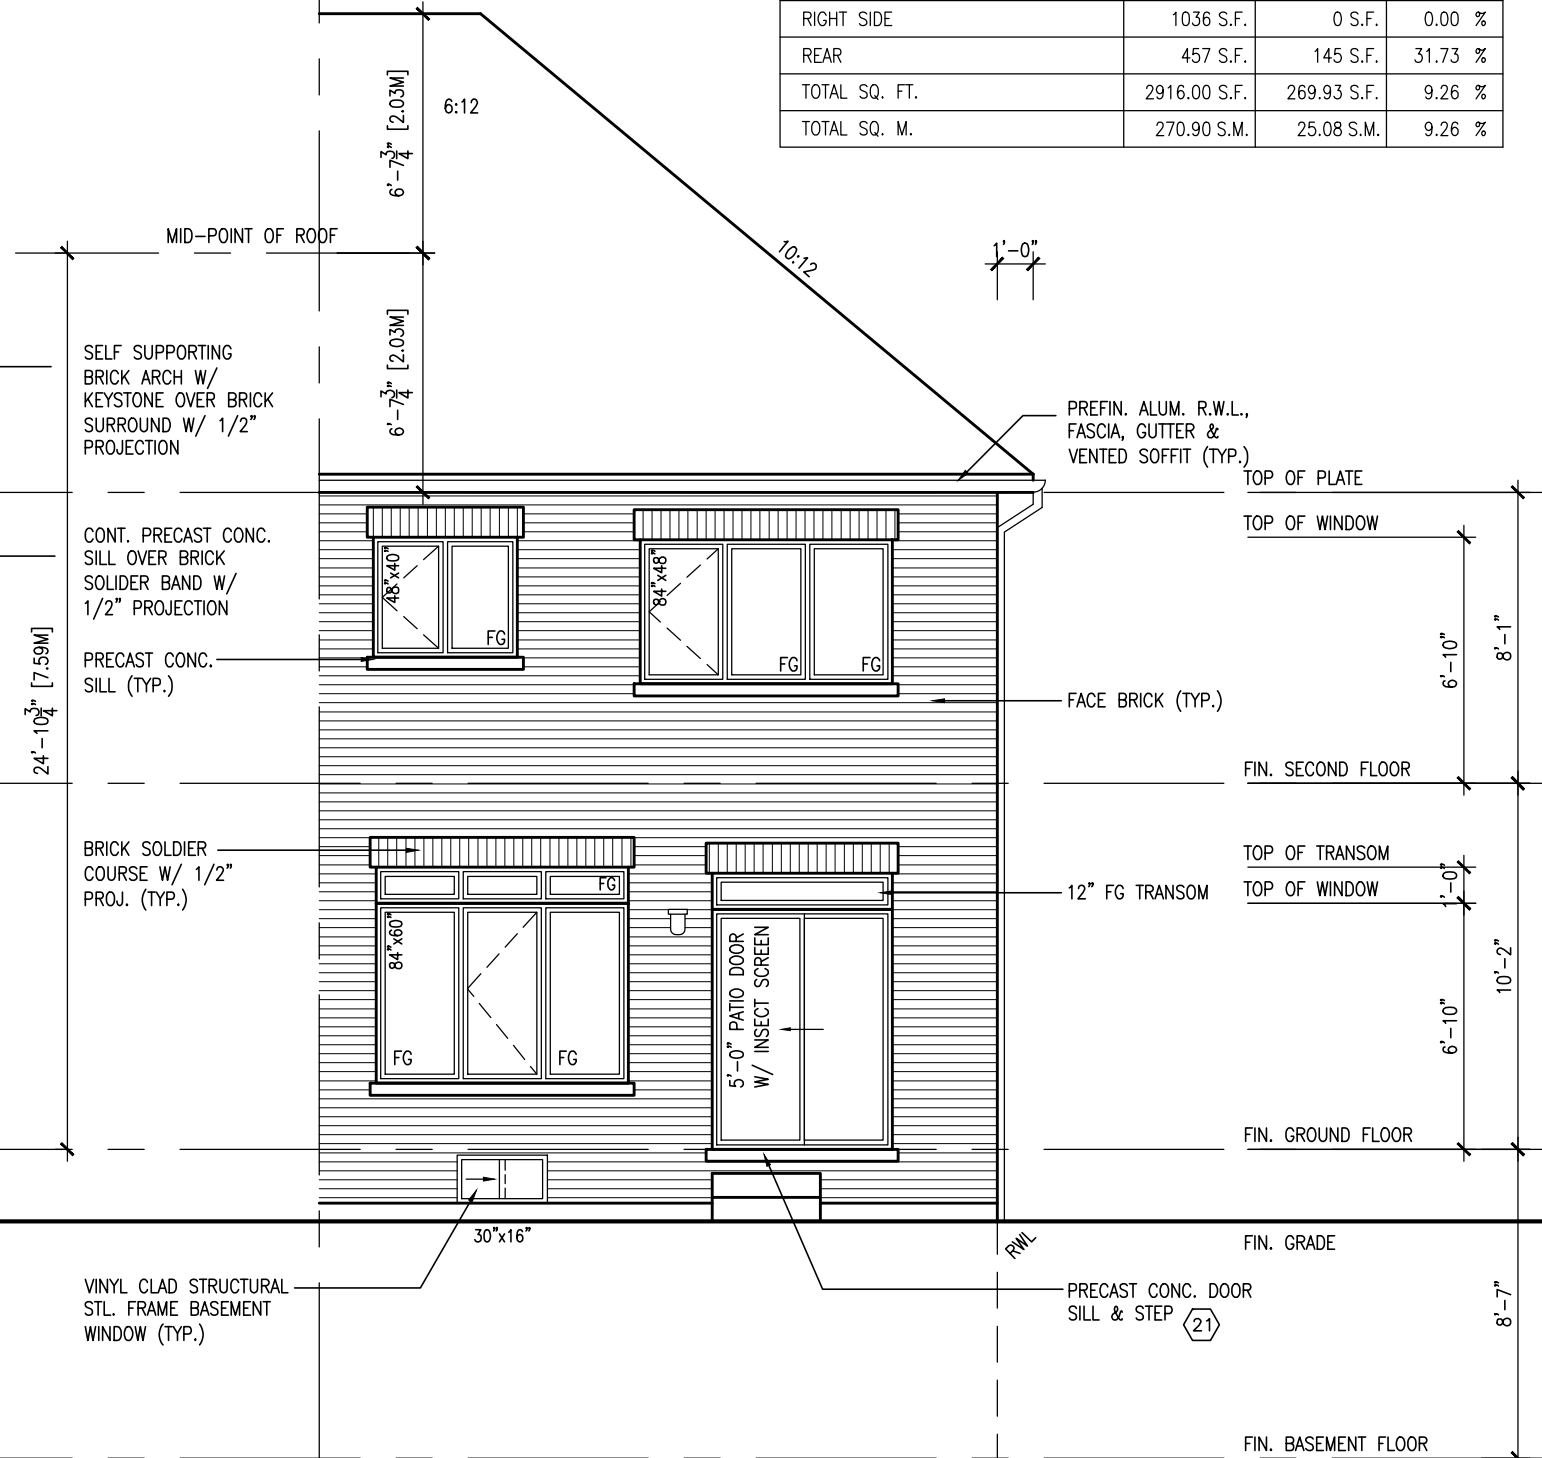 RIGHT SIDE 1036 S.F. 0 S.F. 0.00 %
REAR 457 S.F. 145 S.F. 31.73 %
TOTAL SQ. FT. 2916.00 S.F. 269.93 S.F. 9.26 %
TOTAL SQ. M. 270.90 S.M. 25.08 S.M. 9.26 %
6'-7 3/4" [2.03M]
6:12
MID-POINT OF ROOF
10:12
1'-0"
6'-7 3/4" [2.03M]
SELF SUPPORTING
BRICK ARCH W/
KEYSTONE OVER BRICK
SURROUND W/ 1/2"
PROJECTION
PREFIN. ALUM. R.W.L.,
FASCIA, GUTTER &
VENTED SOFFIT (TYP.)
TOP OF PLATE
TOP OF WINDOW
CONT. PRECAST CONC.
SILL OVER BRICK
SOLIDER BAND W/
1/2" PROJECTION
48"x40"
FG
84"x48"
FG
FG
PRECAST CONC.
SILL (TYP.)
24'-10 3/4" [7.59M]
6'-10"
8'-1"
FACE BRICK (TYP.)
FIN. SECOND FLOOR
BRICK SOLDIER
COURSE W/ 1/2"
PROJ. (TYP.)
TOP OF TRANSOM
TOP OF WINDOW
1'-0"
FG
12" FG TRANSOM
84"x60"
FG
FG
5'-0" PATIO DOOR
W/ INSECT SCREEN
6'-10"
10'-2"
FIN. GROUND FLOOR
30"x16"
RWL
FIN. GRADE
VINYL CLAD STRUCTURAL
STL. FRAME BASEMENT
WINDOW (TYP.)
PRECAST CONC. DOOR
SILL & STEP 21
8'-7"
FIN. BASEMENT FLOOR